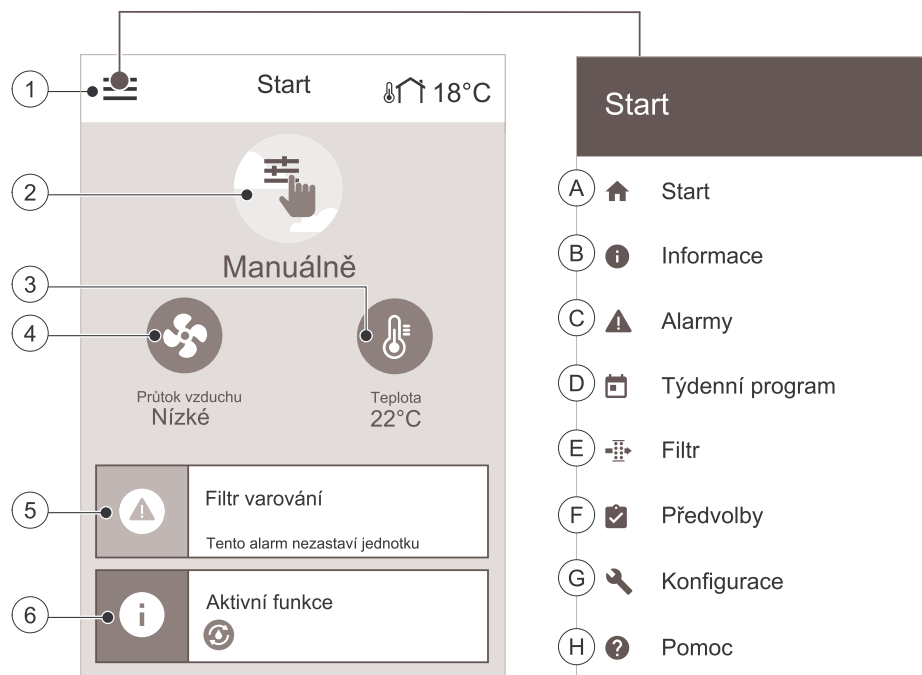 1
Start
18°C
2
Manuálně
3
4
Průtok vzduchu
Nízké
Teplota
22°C
5
Filtr varování
Tento alarm nezastaví jednotku
6
Aktivní funkce
Start
A Start
B Informace
C Alarmy
D Týdenní program
E Filtr
F Předvolby
G Konfigurace
H Pomoc